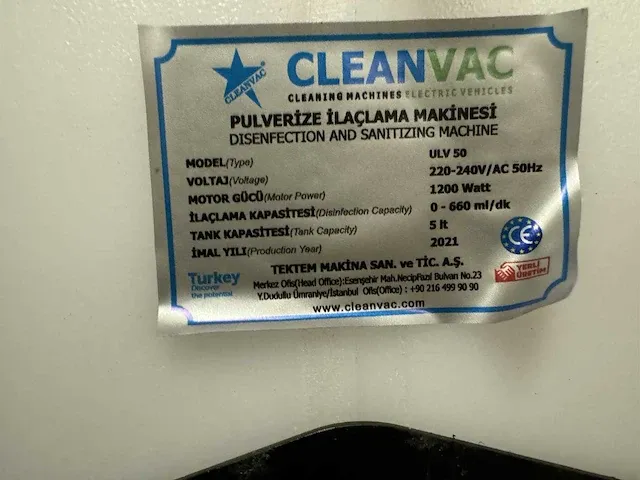 CLEANVAC
CLEANVAC
CLEANING MACHINES ELECTRIC VEHICLES
PULVERİZE İLAÇLAMA MAKİNESİ
DISENFECTION AND SANITIZING MACHINE
MODEL(Type) ULV 50
VOLTAJ(Voltage) 220-240V/AC 50Hz
MOTOR GÜCÜ(Motor Power) 1200 Watt
İLAÇLAMA KAPASİTESİ(Disinfection Capacity) 0 - 660 ml/dk
TANK KAPASİTESİ(Tank Capacity) 5 lt
İMAL YILI(Production Year) 2021
CE
TEKTEM MAKİNA SAN. ve TİC. A.Ş.
YERLİ
ÜRETİM
Turkey
Discover
the potential
Merkez Ofis(Head Office):Esenşehir Mah.NecipFazıl Bulvarı No.23
Y.Dudullu Ümraniye/İstanbul Ofis(Office) : +90 216 499 90 90
www.cleanvac.com